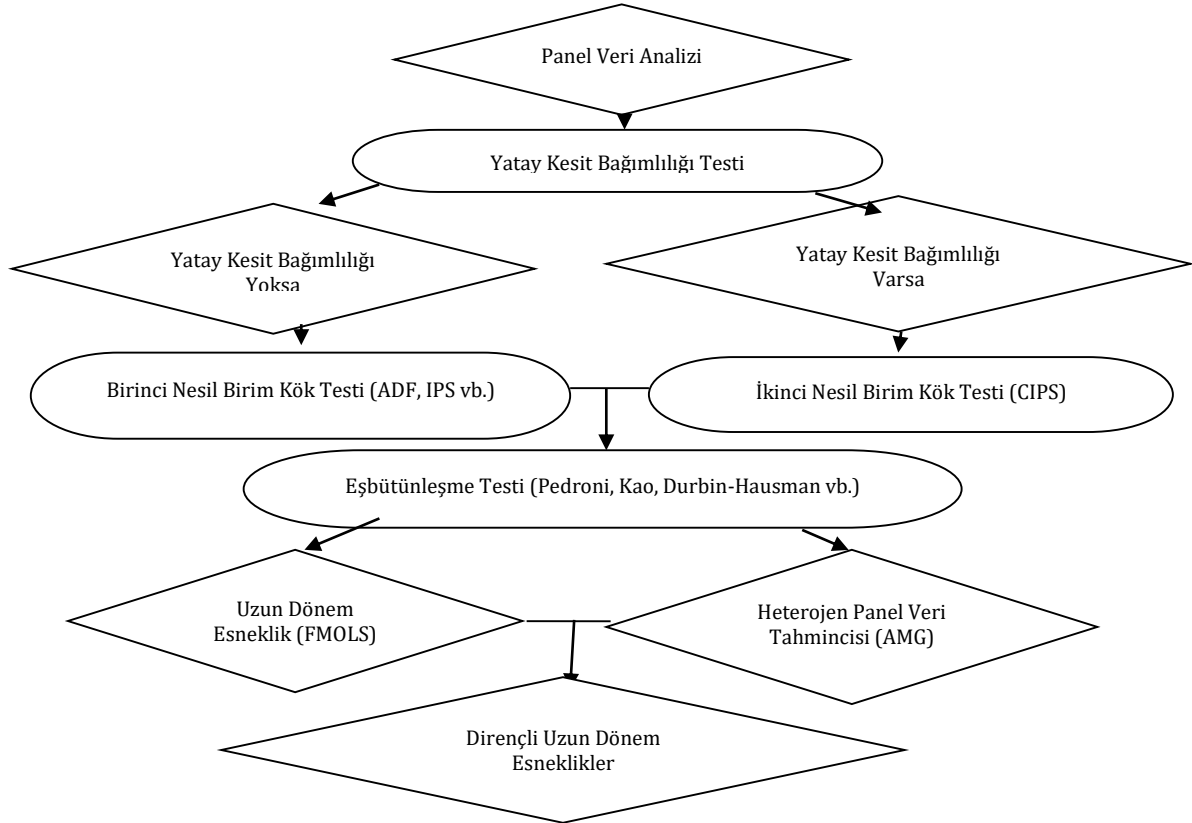 Panel Veri Analizi
Yatay Kesit Bağımlılığı Testi
Yatay Kesit Bağımlılığı
Yoksa
Yatay Kesit Bağımlılığı
Varsa
Birinci Nesil Birim Kök Testi (ADF, IPS vb.)
İkinci Nesil Birim Kök Testi (CIPS)
Eşbütünleşme Testi (Pedroni, Kao, Durbin-Hausman vb.)
Uzun Dönem
Esneklik (FMOLS)
Heterojen Panel Veri
Tahmincisi (AMG)
Dirençli Uzun Dönem
Esneklikler